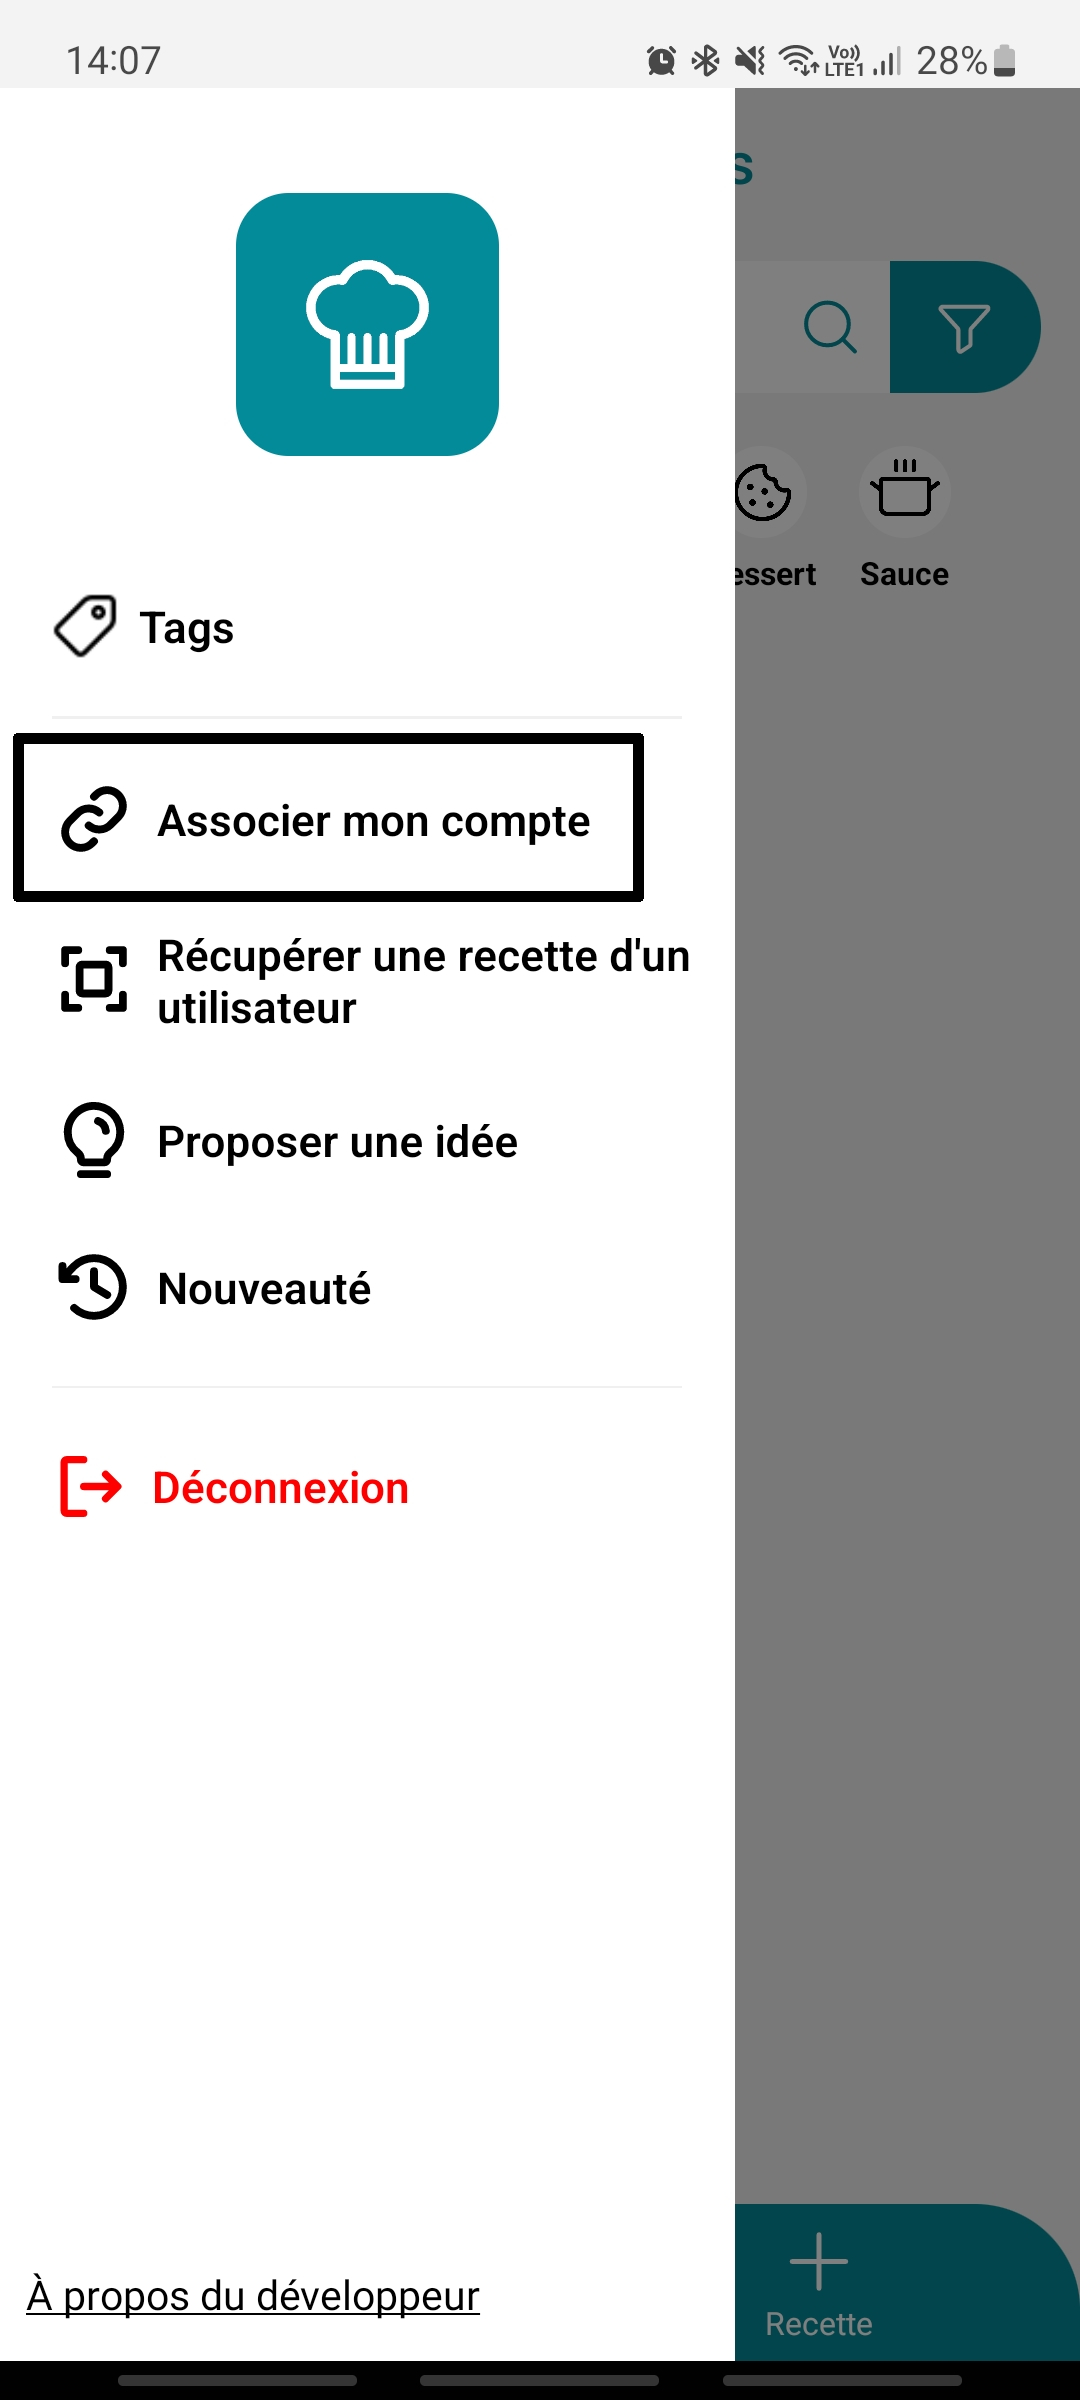 14:07
Vo)) LTE1 28%
s
essert
Sauce
Tags
Associer mon compte
Récupérer une recette d'un
utilisateur
Proposer une idée
Nouveauté
Déconnexion
À propos du développeur
Recette